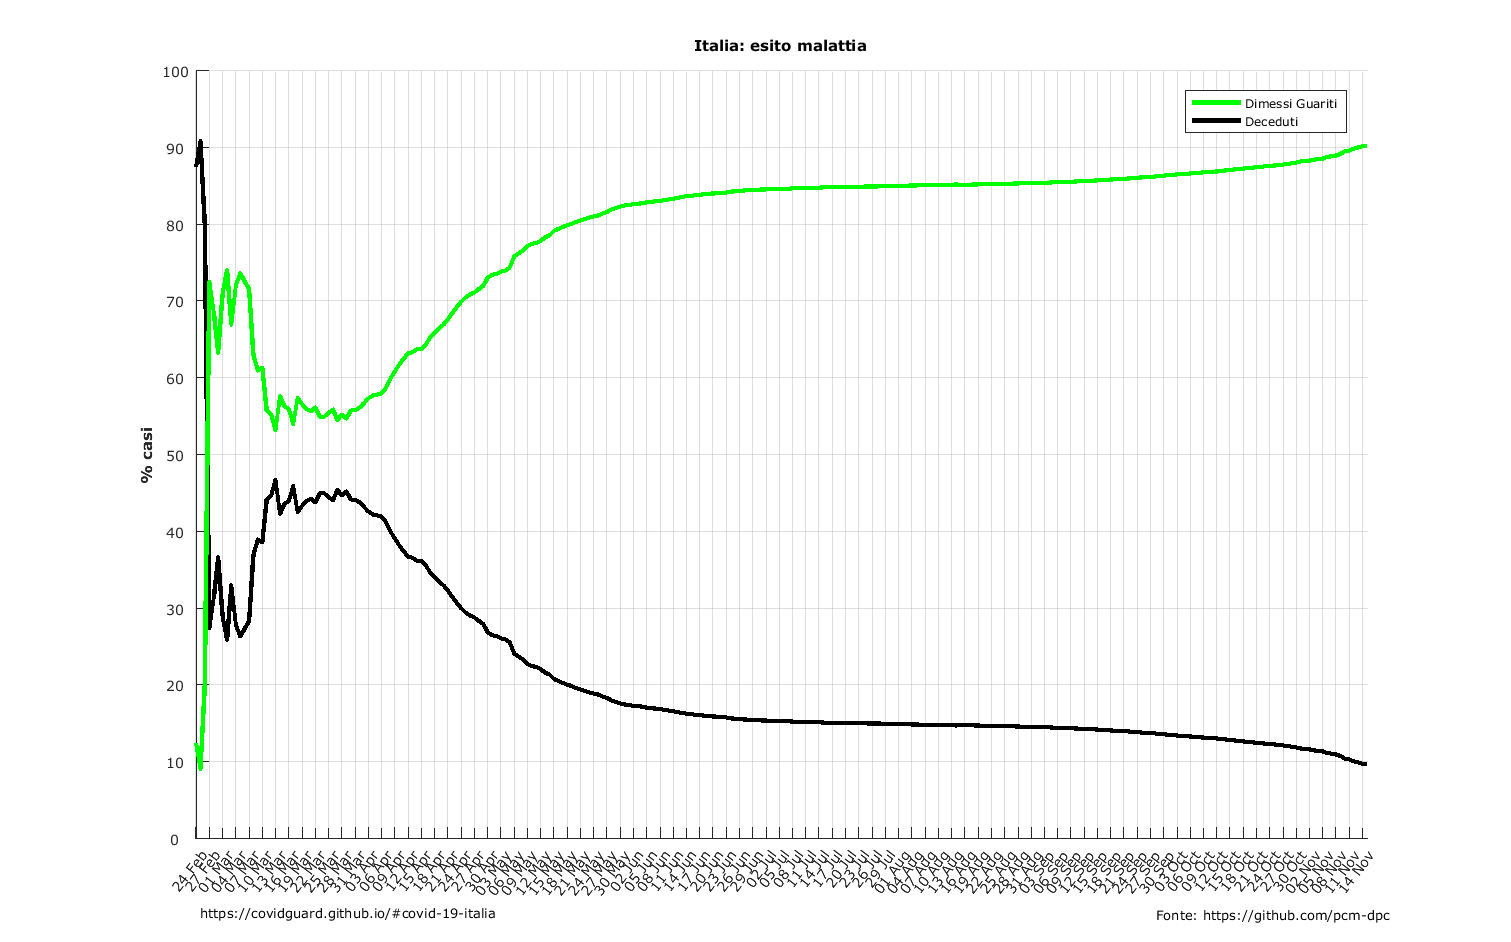 Italia: esito malattia
Dimessi Guariti
Deceduti
% casi
100
90
80
70
60
50
40
30
20
10
0
24 Feb
27 Feb
01 Mar
04 Mar
07 Mar
10 Mar
13 Mar
16 Mar
19 Mar
22 Mar
25 Mar
28 Mar
31 Mar
03 Apr
06 Apr
09 Apr
12 Apr
15 Apr
18 Apr
21 Apr
24 Apr
27 Apr
30 Apr
03 May
06 May
09 May
12 May
15 May
18 May
21 May
24 May
27 May
30 May
02 Jun
05 Jun
08 Jun
11 Jun
14 Jun
17 Jun
20 Jun
23 Jun
26 Jun
29 Jun
02 Jul
05 Jul
08 Jul
11 Jul
14 Jul
17 Jul
20 Jul
23 Jul
26 Jul
29 Jul
01 Aug
04 Aug
07 Aug
10 Aug
13 Aug
16 Aug
19 Aug
22 Aug
25 Aug
28 Aug
31 Aug
03 Sep
06 Sep
09 Sep
12 Sep
15 Sep
18 Sep
21 Sep
24 Sep
27 Sep
30 Sep
03 Oct
06 Oct
09 Oct
12 Oct
15 Oct
18 Oct
21 Oct
24 Oct
27 Oct
30 Oct
02 Nov
05 Nov
08 Nov
11 Nov
14 Nov
https://covidguard.github.io/#covid-19-italia
Fonte: https://github.com/pcm-dpc